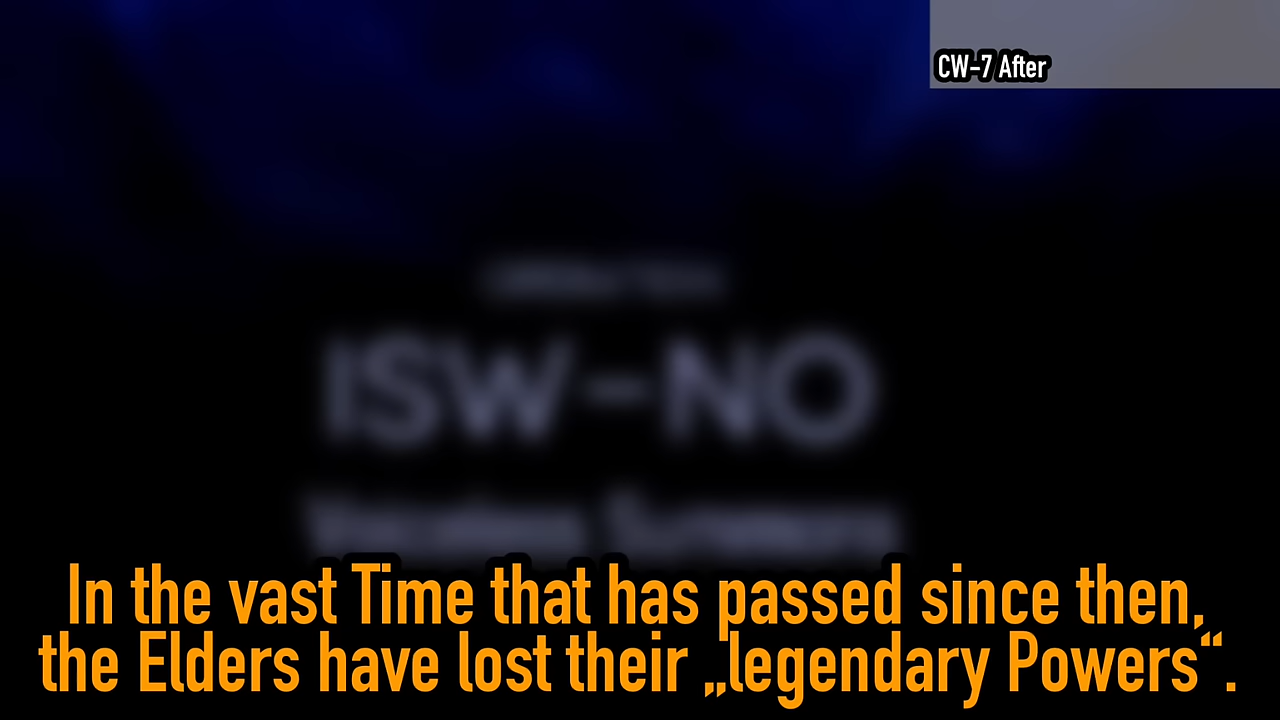 CW-7 After
OPERATION
ISW-NO
In the vast Time that has passed since then,
the Elders have lost their „legendary Powers“.